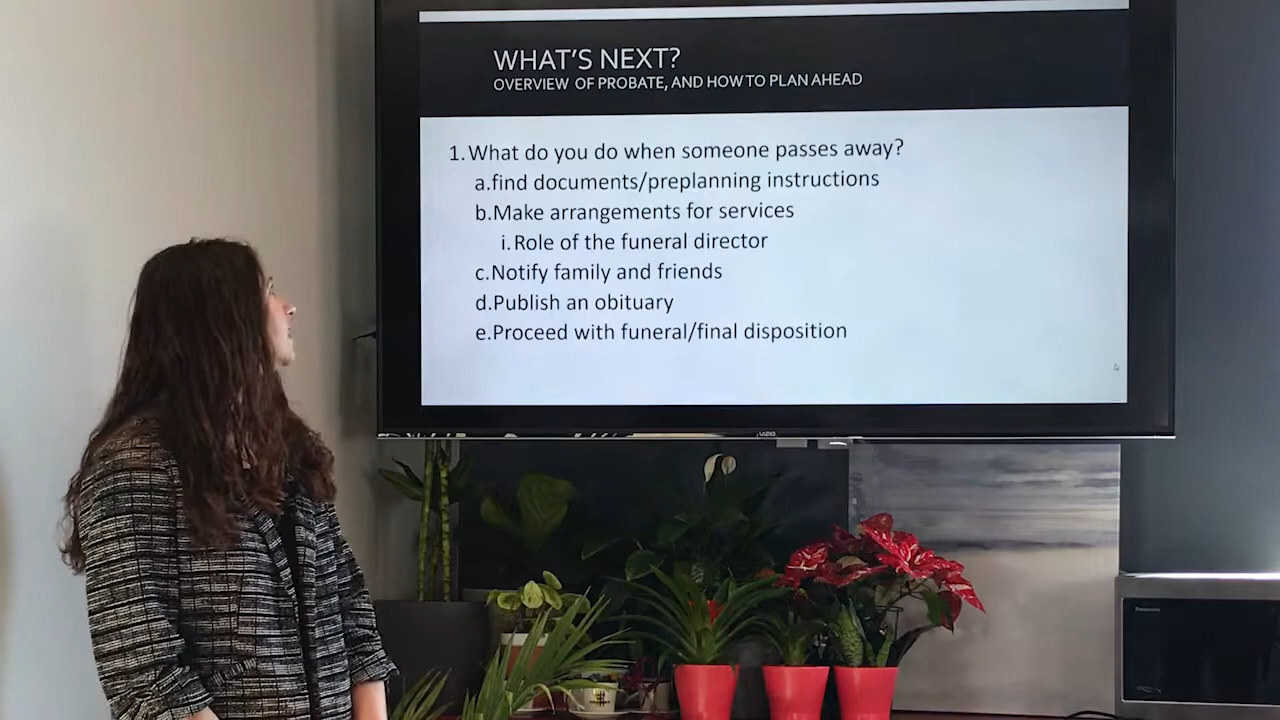 WHAT'S NEXT?
OVERVIEW OF PROBATE, AND HOW TO PLAN AHEAD
1. What do you do when someone passes away?
a.find documents/preplanning instructions
b.Make arrangements for services
i. Role of the funeral director
c.Notify family and friends
d.Publish an obituary
e.Proceed with funeral/final disposition
VIZIO
Panasonic